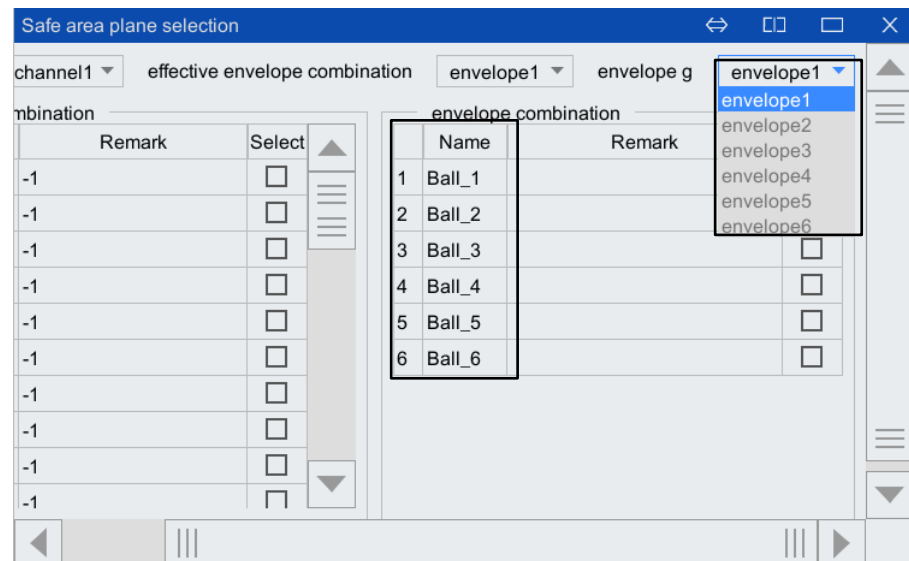 Safe area plane selection
channel1 effective envelope combination envelope1 envelope g envelope1
envelope1
envelope2
envelope3
envelope4
envelope5
envelope6
mbination
Remark Select
-1
-1
-1
-1
-1
-1
-1
-1
-1
-1
envelope combination
Name Remark
1 Ball_1
2 Ball_2
3 Ball_3
4 Ball_4
5 Ball_5
6 Ball_6